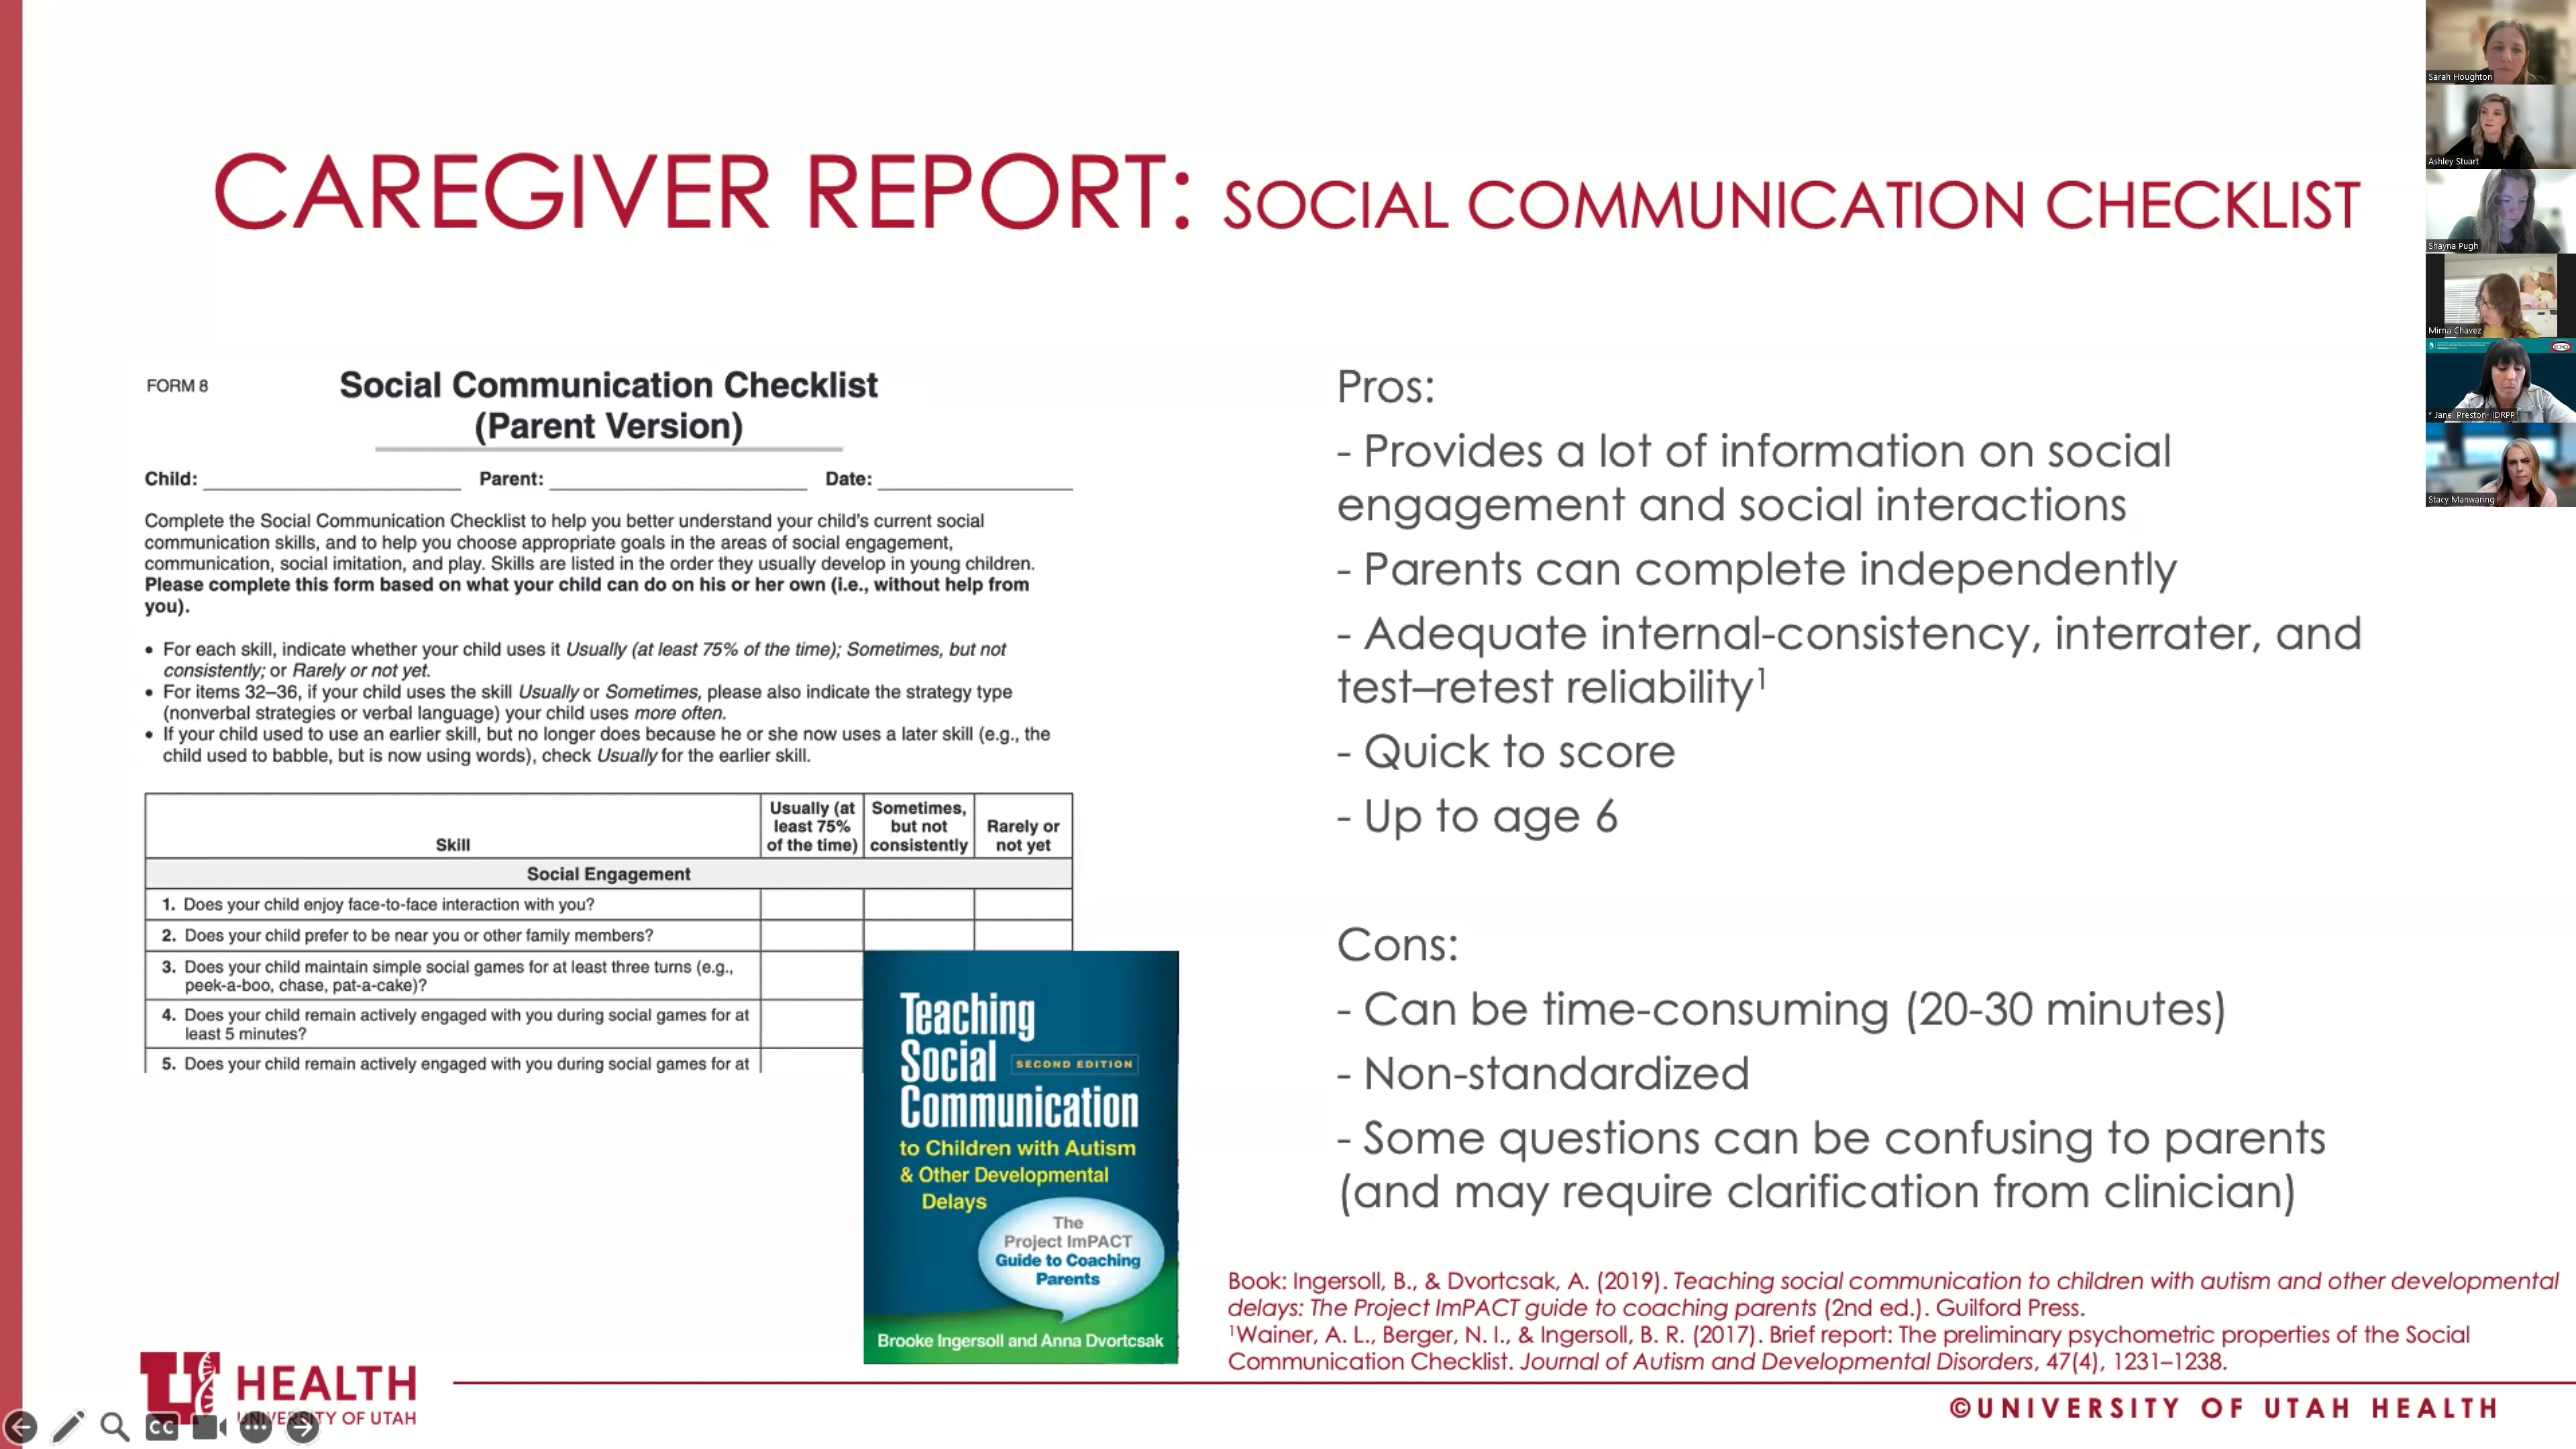 CAREGIVER REPORT: SOCIAL COMMUNICATION CHECKLIST
FORM 8
Social Communication Checklist
(Parent Version)
Child: Parent: Date:
Complete the Social Communication Checklist to help you better understand your child's current social
communication skills, and to help you choose appropriate goals in the areas of social engagement,
communication, social imitation, and play. Skills are listed in the order they usually develop in young children.
Please complete this form based on what your child can do on his or her own (i.e., without help from
you).
• For each skill, indicate whether your child uses it Usually (at least 75% of the time); Sometimes, but not
consistently; or Rarely or not yet.
• For items 32–36, if your child uses the skill Usually or Sometimes, please also indicate the strategy type
(nonverbal strategies or verbal language) your child uses more often.
• If your child used to use an earlier skill, but no longer does because he or she now uses a later skill (e.g., the
child used to babble, but is now using words), check Usually for the earlier skill.
Skill
Usually (at
least 75%
of the time)
Sometimes,
but not
consistently
Rarely or
not yet
Social Engagement
1. Does your child enjoy face-to-face interaction with you?
2. Does your child prefer to be near you or other family members?
3. Does your child maintain simple social games for at least three turns (e.g.,
peek-a-boo, chase, pat-a-cake)?
4. Does your child remain actively engaged with you during social games for at
least 5 minutes?
5. Does your child remain actively engaged with you during social games for at
Teaching
Social SECOND EDITION
Communication
to Children with Autism
& Other Developmental
Delays
The
Project ImPACT
Guide to Coaching
Parents
Brooke Ingersoll and Anna Dvortcsak
Pros:
- Provides a lot of information on social
engagement and social interactions
- Parents can complete independently
- Adequate internal-consistency, interrater, and
test–retest reliability¹
- Quick to score
- Up to age 6
Cons:
- Can be time-consuming (20-30 minutes)
- Non-standardized
- Some questions can be confusing to parents
(and may require clarification from clinician)
Book: Ingersoll, B., & Dvortcsak, A. (2019). Teaching social communication to children with autism and other developmental
delays: The Project ImPACT guide to coaching parents (2nd ed.). Guilford Press.
¹Wainer, A. L., Berger, N. I., & Ingersoll, B. R. (2017). Brief report: The preliminary psychometric properties of the Social
Communication Checklist. Journal of Autism and Developmental Disorders, 47(4), 1231–1238.
U HEALTH
UNIVERSITY OF UTAH
CC
©UNIVERSITY OF UTAH HEALTH
Sarah Houghton
Ashley Stuart
Shayna Pugh
Mirna Chavez
* Janel Preston- IDRPP
Stacy Manwaring